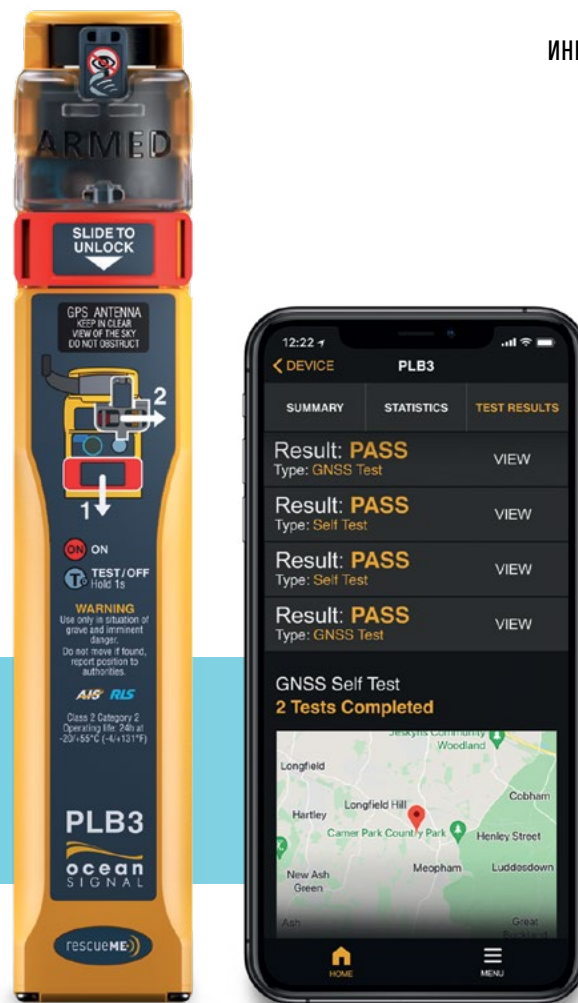 ИН
ARMED
SLIDE TO
UNLOCK
GPS ANTENNA
KEEP IN CLEAR
VIEW OF THE SKY
DO NOT OBSTRUCT
2
1
ON ON
T TEST/OFF
Hold 1s
WARNING
Use only in situation of
grave and imminent
danger.
Do not move if found,
report position to
authorities.
AIS RLS
Class 2 Category 2
Operating life: 24h at
-20/+55°C (-4/+131°F)
PLB3
ocean
SIGNAL
rescueME
12:22
DEVICE
PLB3
SUMMARY
STATISTICS
TEST RESULTS
Result: PASS
Type: GNSS Test
VIEW
Result: PASS
Type: Self Test
VIEW
Result: PASS
Type: Self Test
VIEW
Result: PASS
Type: GNSS Test
VIEW
GNSS Self Test
2 Tests Completed
Jeskyns Community
Woodland
Longfield
Cobham
Longfield Hill
Hartley
Camer Park Country Park
Henley Street
New Ash
Green
Meopham
Luddesdown
Ash
Great
HOME
MENU